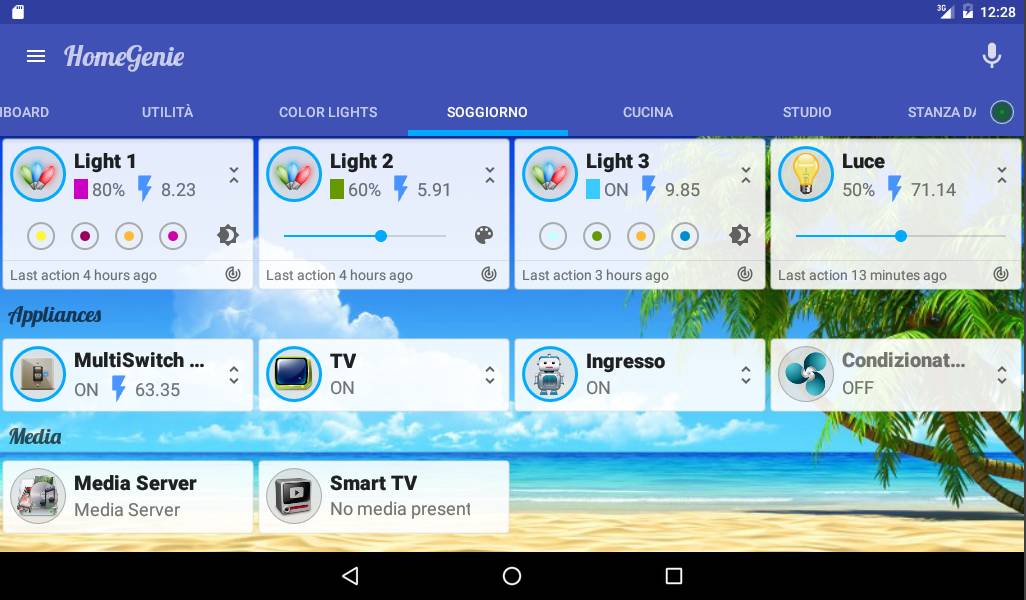 3G 12:28
HomeGenie
HBOARD UTILITÀ COLOR LIGHTS SOGGIORNO CUCINA STUDIO STANZA DA
Light 1 Light 2 Light 3 Luce
80% 8.23 60% 5.91 ON 9.85 50% 71.14
Last action 4 hours ago Last action 4 hours ago Last action 3 hours ago Last action 13 minutes ago
Appliances
MultiSwitch ... TV Ingresso Condizionat...
ON 63.35 ON ON OFF
Media
Media Server Smart TV
Media Server No media present